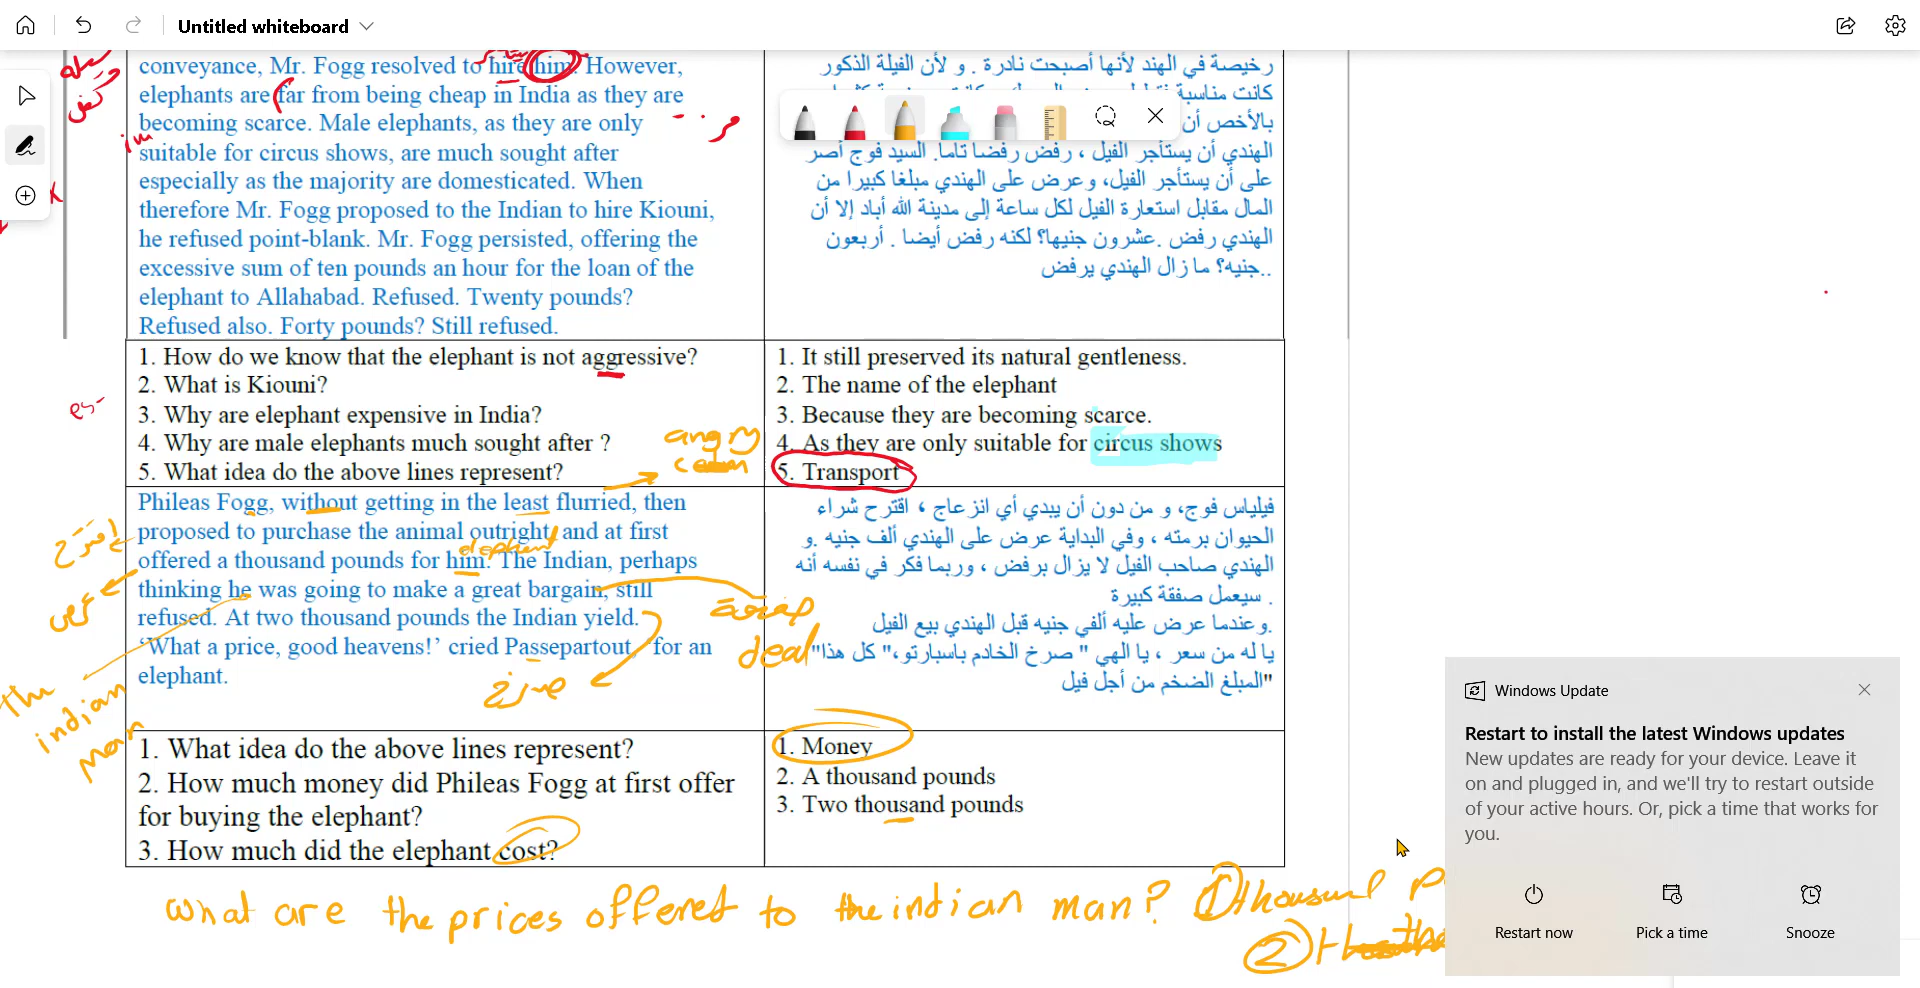 Untitled whiteboard
conveyance, Mr. Fogg resolved to hire him. However,
elephants are far from being cheap in India as they are
becoming scarce. Male elephants, as they are only
suitable for circus shows, are much sought after
especially as the majority are domesticated. When
therefore Mr. Fogg proposed to the Indian to hire Kiouni,
he refused point-blank. Mr. Fogg persisted, offering the
excessive sum of ten pounds an hour for the loan of the
elephant to Allahabad. Refused. Twenty pounds?
Refused also. Forty pounds? Still refused.
رخيصة في الهند لأنها أصبحت نادرة . و لأن الفيلة الذكور
بالأخص أن
الهندي أن يستأجر الفيل ، رفض رفضا تاما. السيد فوج أصر
على أن يستأجر الفيل، وعرض على الهندي مبلغا كبيرا من
المال مقابل استعارة الفيل لكل ساعة إلى مدينة الله أباد إلا أن
الهندي رفض .عشرون جنيها؟ لكنه رفض أيضا . أربعون
..جنيه؟ ما زال الهندي يرفض
1. How do we know that the elephant is not aggressive?
2. What is Kiouni?
3. Why are elephant expensive in India?
4. Why are male elephants much sought after ?
5. What idea do the above lines represent?
1. It still preserved its natural gentleness.
2. The name of the elephant
3. Because they are becoming scarce.
4. As they are only suitable for circus shows
5. Transport
angry
Phileas Fogg, without getting in the least flurried, then
proposed to purchase the animal outright and at first
elephant
offered a thousand pounds for him. The Indian, perhaps
thinking he was going to make a great bargain, still
refused. At two thousand pounds the Indian yield.
‘What a price, good heavens!’ cried Passepartout, ‘for an
elephant.
deal
the
indian
man
فيلياس فوج، و من دون أن يبدي أي انزعاج ، اقترح شراء
الحيوان برمته ، وفي البداية عرض على الهندي ألف جنيه .و
الهندي صاحب الفيل لا يزال يرفض ، وربما فكر في نفسه أنه
. سيعمل صفقة كبيرة
.وعندما عرض عليه ألفي جنيه قبل الهندي بيع الفيل
يا له من سعر ، يا الهي " صرخ الخادم باسبارتو،" كل هذا"
"المبلغ الضخم من أجل فيل
1. What idea do the above lines represent?
2. How much money did Phileas Fogg at first offer
for buying the elephant?
3. How much did the elephant cost?
1. Money
2. A thousand pounds
3. Two thousand pounds
what are the prices offered to the indian man? ①
②
Windows Update
Restart to install the latest Windows updates
New updates are ready for your device. Leave it
on and plugged in, and we'll try to restart outside
of your active hours. Or, pick a time that works for
you.
Restart now
Pick a time
Snooze